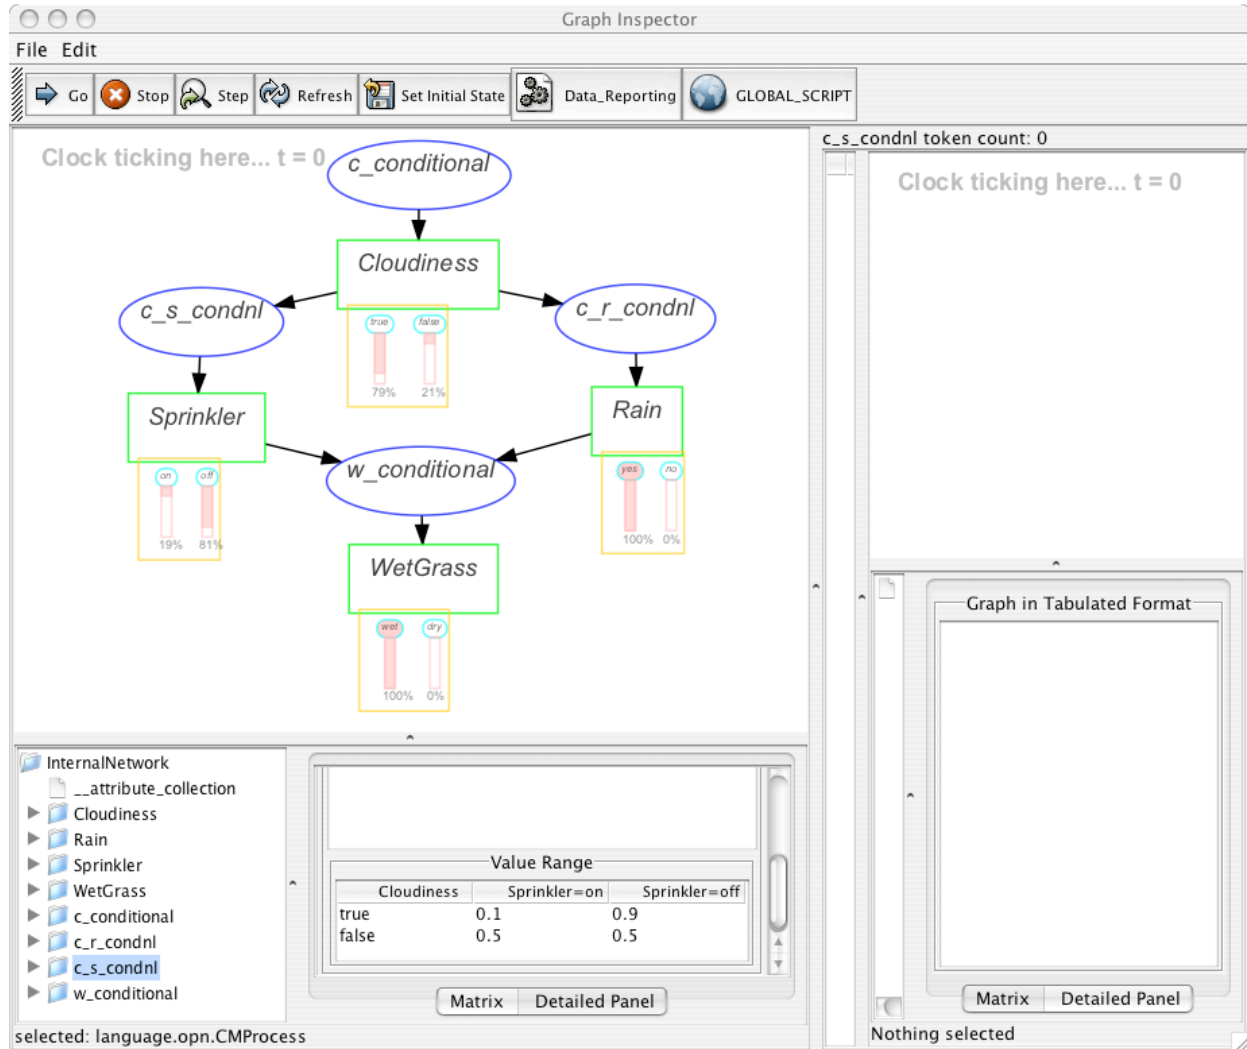 Graph Inspector
File Edit
Go Stop Step Refresh Set Initial State Data_Reporting GLOBAL_SCRIPT
Clock ticking here... t = 0
c_conditional
Cloudiness
true false
79% 21%
c_s_condnl
c_r_condnl
Sprinkler
on off
19% 81%
Rain
yes no
100% 0%
w_conditional
WetGrass
wet dry
100% 0%
c_s_condnl token count: 0
Clock ticking here... t = 0
InternalNetwork
__attribute_collection
Cloudiness
Rain
Sprinkler
WetGrass
c_conditional
c_r_condnl
c_s_condnl
w_conditional
selected: language.opn.CMProcess
Value Range
Cloudiness Sprinkler=on Sprinkler=off
true 0.1 0.9
false 0.5 0.5
Matrix Detailed Panel
Graph in Tabulated Format
Matrix Detailed Panel
Nothing selected